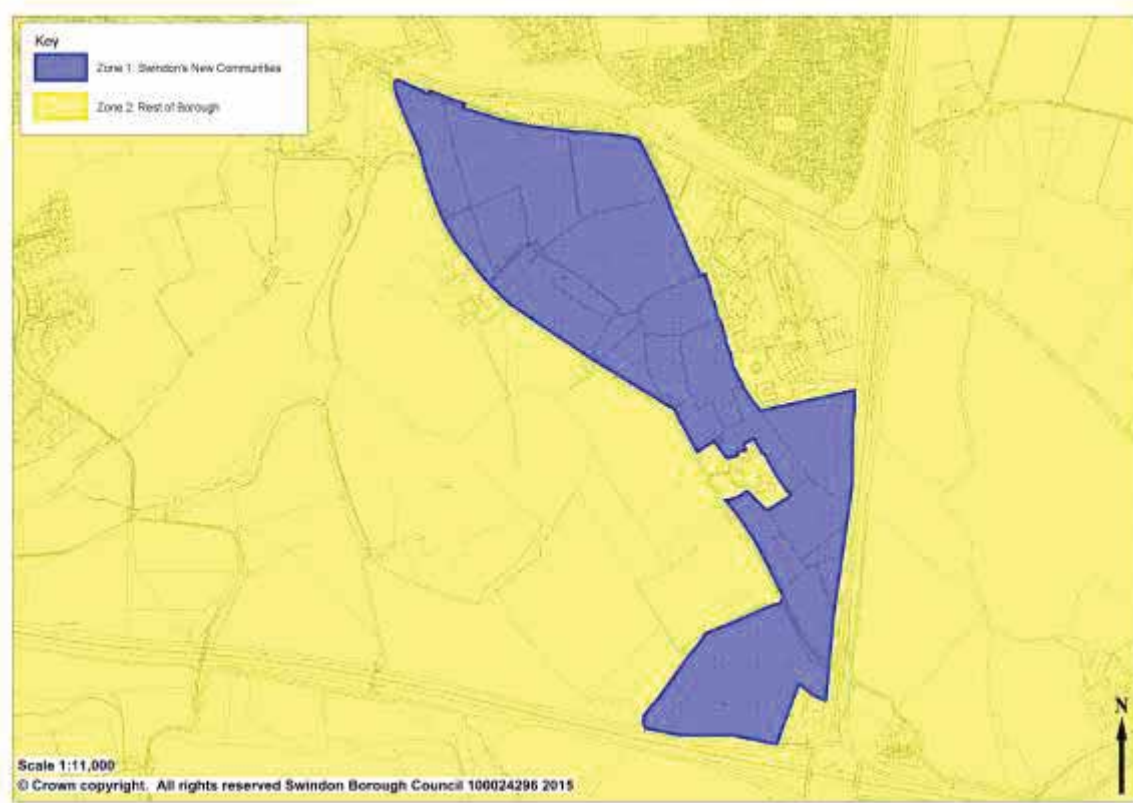 Key
Zone 1: Swindon's New Communities
Zone 2: Rest of Borough
N
Scale 1:11,000
© Crown copyright. All rights reserved Swindon Borough Council 100024296 2015